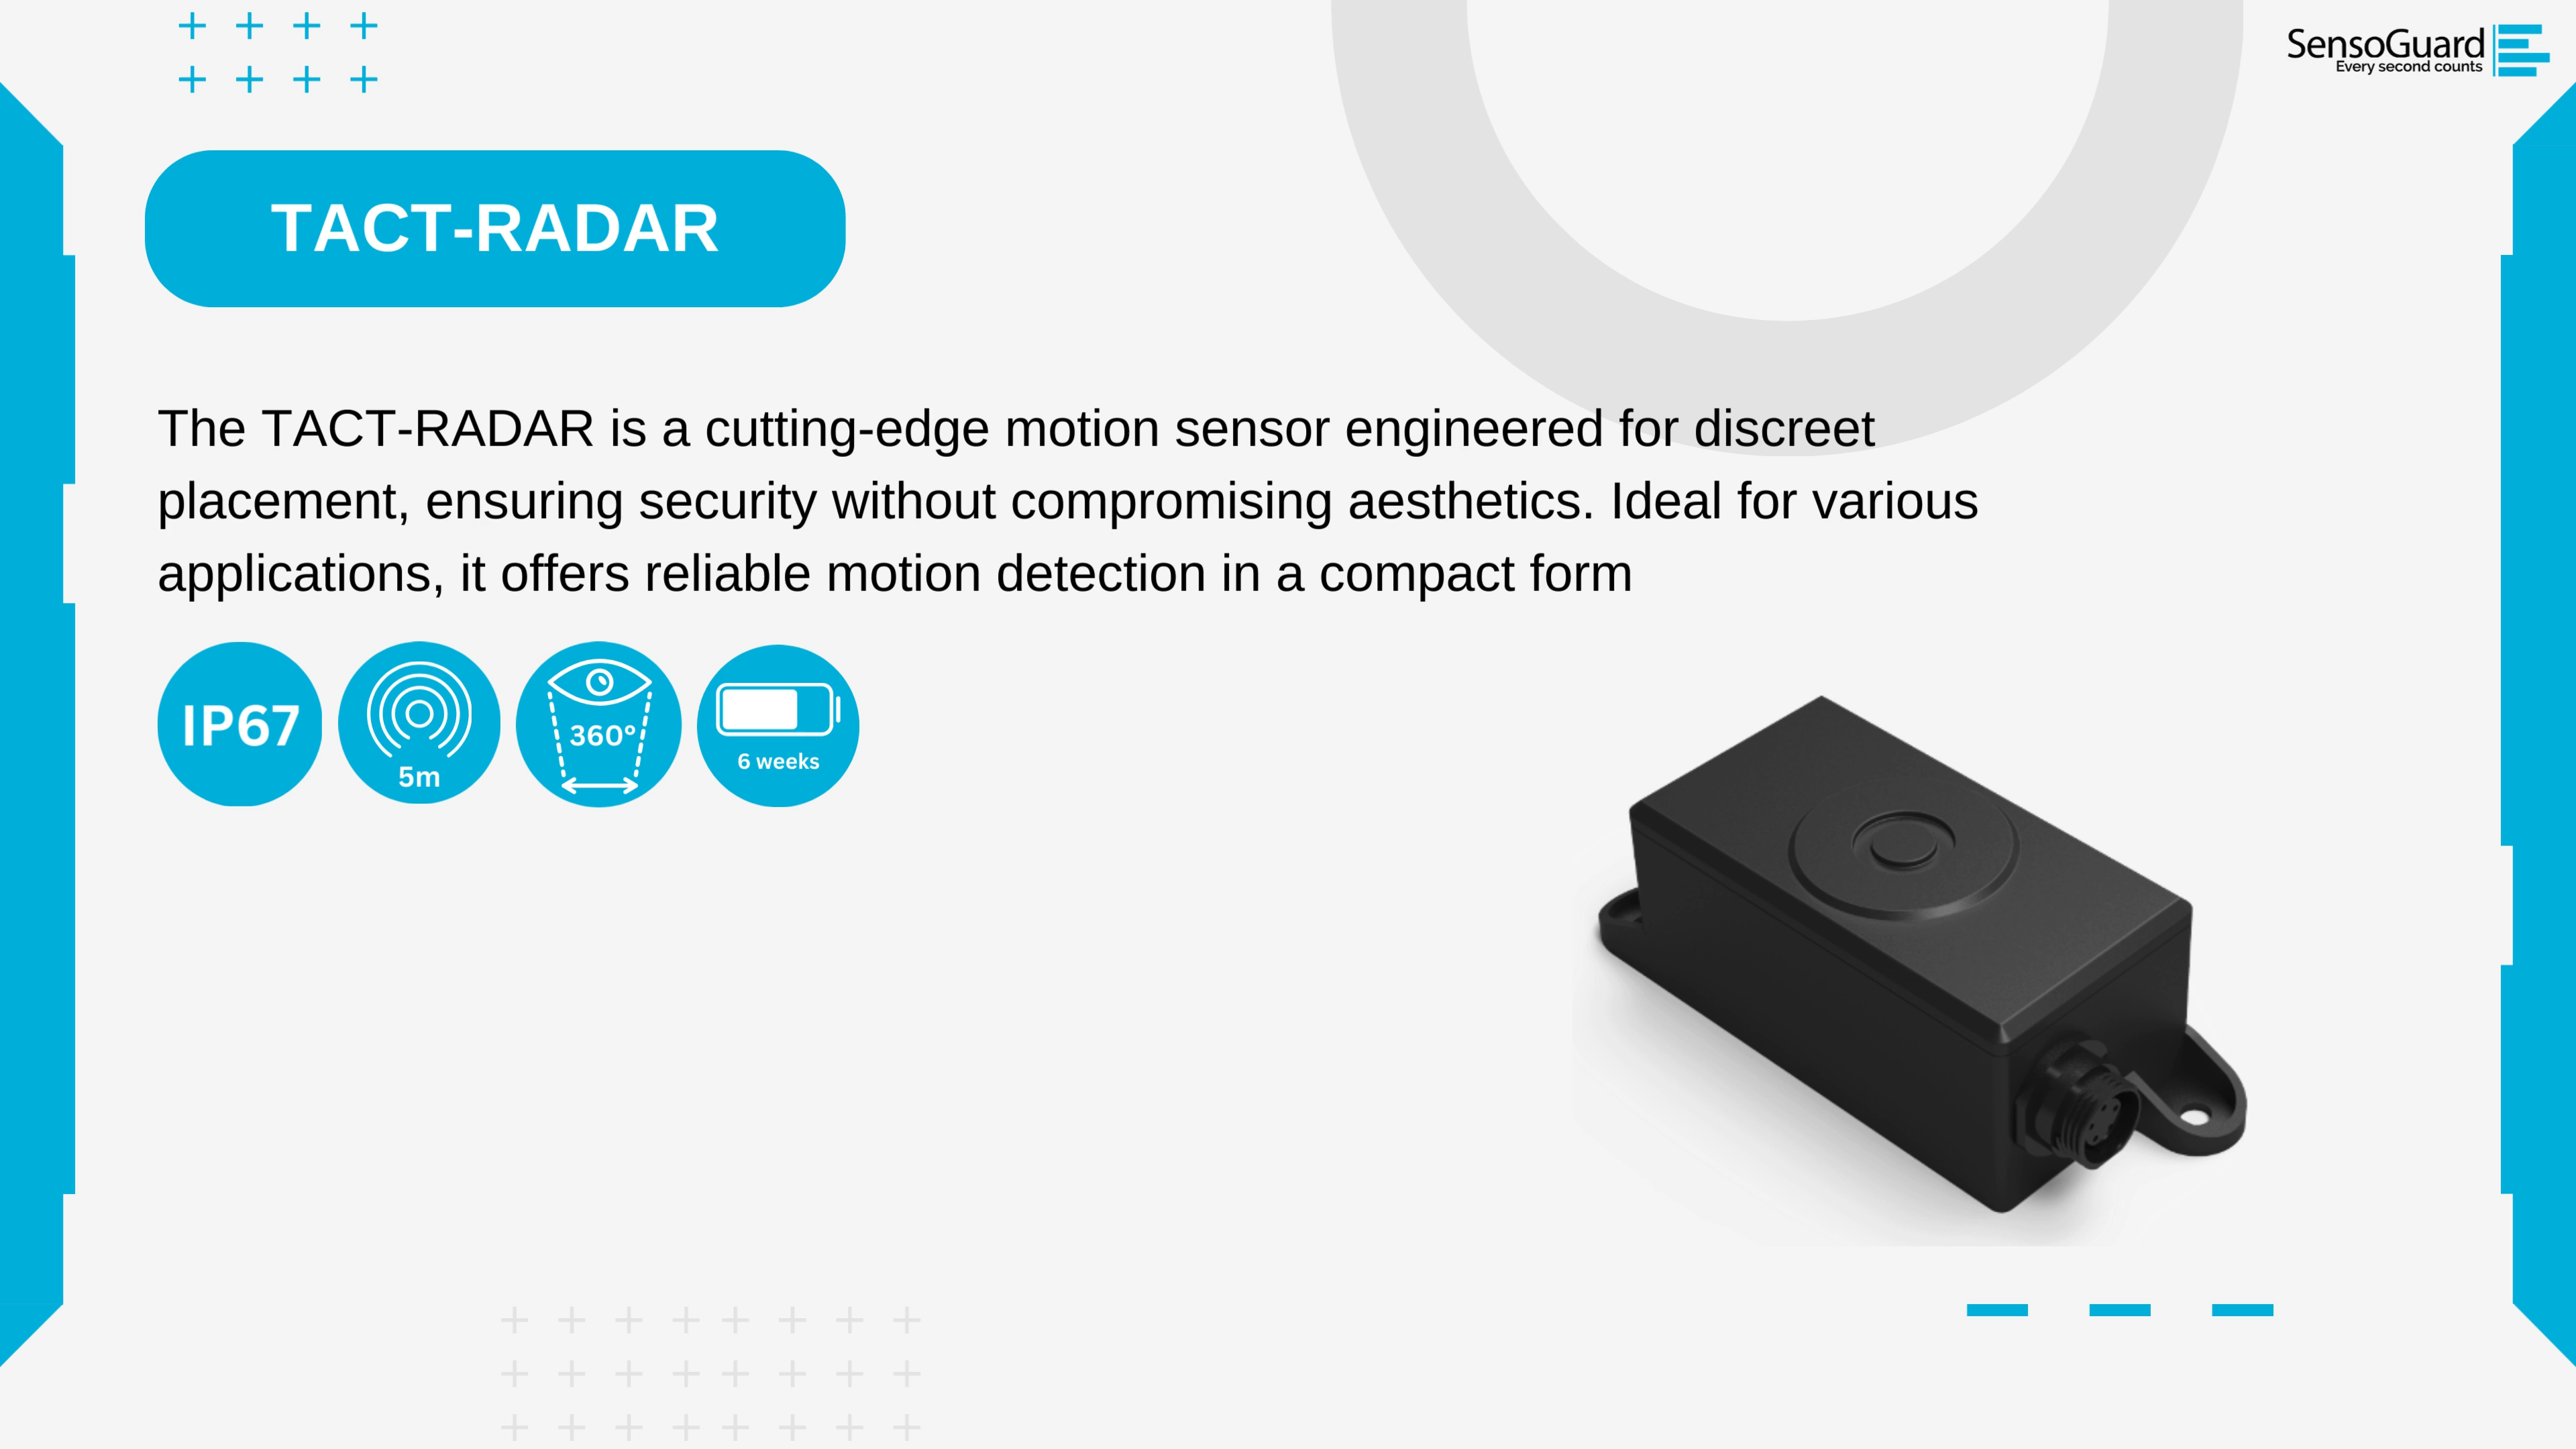 SensoGuard
Every second counts
TACT-RADAR
The TACT-RADAR is a cutting-edge motion sensor engineered for discreet
placement, ensuring security without compromising aesthetics. Ideal for various
applications, it offers reliable motion detection in a compact form
IP67
5m
360°
6 weeks